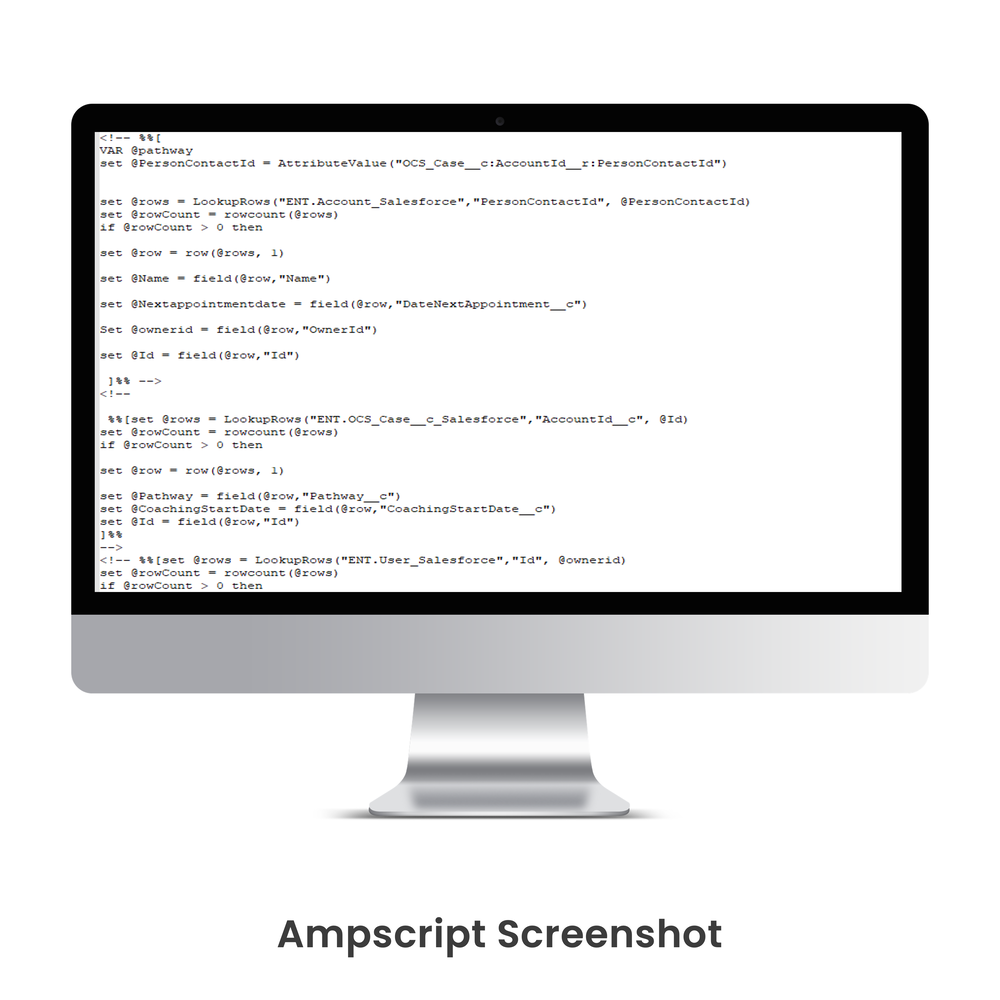 <!-- %%[
VAR @pathway
set @PersonContactId = AttributeValue("OCS_Case__c:AccountId__r:PersonContactId")
set @rows = LookupRows("ENT.Account_Salesforce","PersonContactId", @PersonContactId)
set @rowCount = rowcount(@rows)
if @rowCount > 0 then
set @row = row(@rows, 1)
set @Name = field(@row,"Name")
set @Nextappointmentdate = field(@row,"DateNextAppointment__c")
Set @ownerid = field(@row,"OwnerId")
set @Id = field(@row,"Id")
]%% -->
<!--
%%[set @rows = LookupRows("ENT.OCS_Case__c_Salesforce","AccountId__c", @Id)
set @rowCount = rowcount(@rows)
if @rowCount > 0 then
set @row = row(@rows, 1)
set @Pathway = field(@row,"Pathway__c")
set @CoachingStartDate = field(@row,"CoachingStartDate__c")
set @Id = field(@row,"Id")
]%%
-->
<!-- %%[set @rows = LookupRows("ENT.User_Salesforce","Id", @ownerid)
set @rowCount = rowcount(@rows)
if @rowCount > 0 then
Ampscript Screenshot